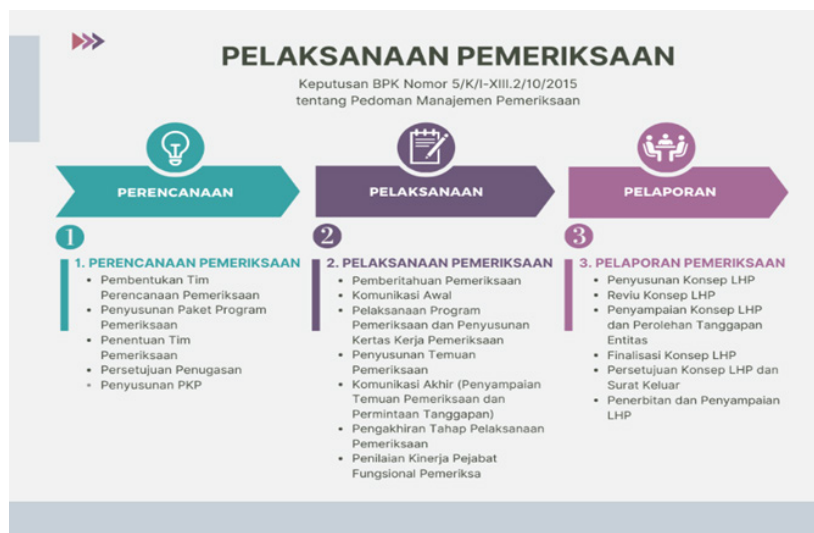 PELAKSANAAN PEMERIKSAAN
Keputusan BPK Nomor 5/K/I-XIII.2/10/2015
tentang Pedoman Manajemen Pemeriksaan
PERENCANAAN
PELAKSANAAN
PELAPORAN
1
1. PERENCANAAN PEMERIKSAAN
• Pembentukan Tim
Perencanaan Pemeriksaan
• Penyusunan Paket Program
Pemeriksaan
• Penentuan Tim
Pemeriksaan
• Persetujuan Penugasan
• Penyusunan PKP
2
2. PELAKSANAAN PEMERIKSAAN
• Pemberitahuan Pemeriksaan
• Komunikasi Awal
• Pelaksanaan Program
Pemeriksaan dan Penyusunan
Kertas Kerja Pemeriksaan
• Penyusunan Temuan
Pemeriksaan
• Komunikasi Akhir (Penyampaian
Temuan Pemeriksaan dan
Permintaan Tanggapan)
• Pengakhiran Tahap Pelaksanaan
Pemeriksaan
• Penilaian Kinerja Pejabat
Fungsional Pemeriksa
3
3. PELAPORAN PEMERIKSAAN
• Penyusunan Konsep LHP
• Reviu Konsep LHP
• Penyampaian Konsep LHP
dan Perolehan Tanggapan
Entitas
• Finalisasi Konsep LHP
• Persetujuan Konsep LHP dan
Surat Keluar
• Penerbitan dan Penyampaian
LHP